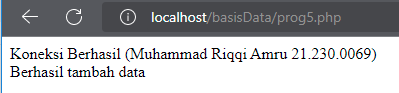 localhost/basisData/prog5.php
Koneksi Berhasil (Muhammad Riqqi Amru 21.230.0069)
Berhasil tambah data